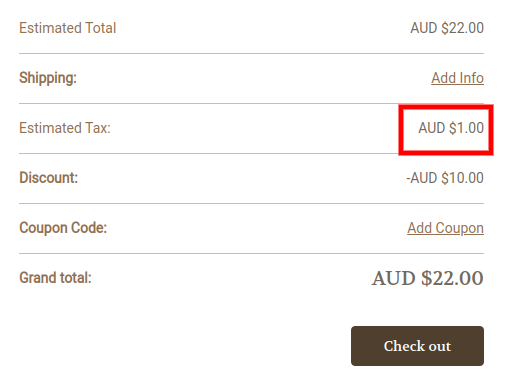 Estimated Total AUD $22.00
Shipping: Add Info
Estimated Tax: AUD $1.00
Discount: -AUD $10.00
Coupon Code: Add Coupon
Grand total: AUD $22.00
Check out